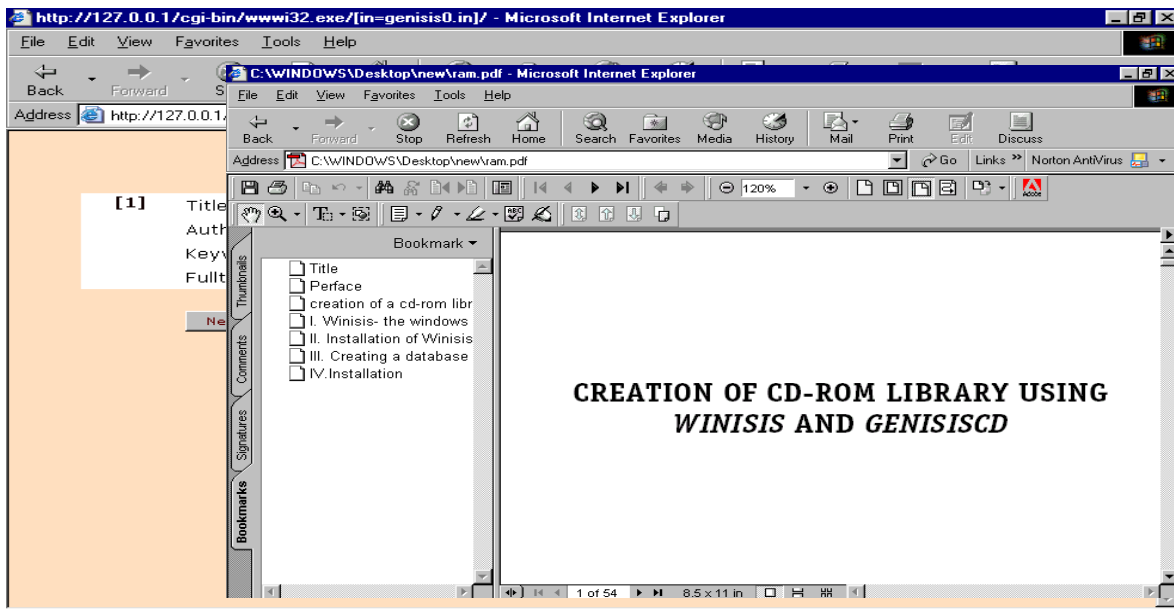 http://127.0.0.1/cgi-bin/wwwi32.exe/[in=genisis0.in]/ - Microsoft Internet Explorer
File Edit View Favorites Tools Help
Back Forward
Address http://127.0.0.1/
[1] Title
Auth
Keyw
Fullt
Ne
C:\WINDOWS\Desktop\new\ram.pdf - Microsoft Internet Explorer
File Edit View Favorites Tools Help
Back Forward Stop Refresh Home Search Favorites Media History Mail Print Edit Discuss
Address C:\WINDOWS\Desktop\new\ram.pdf Go Links » Norton AntiVirus
120%
Adobe
Bookmark
Thumbnails
Comments
Signatures
Bookmarks
Title
Perface
creation of a cd-rom libr
I. Winisis- the windows
II. Installation of Winisis
III. Creating a database
IV.Installation
CREATION OF CD-ROM LIBRARY USING
WINISIS AND GENISISCD
1 of 54 8.5 x 11 in